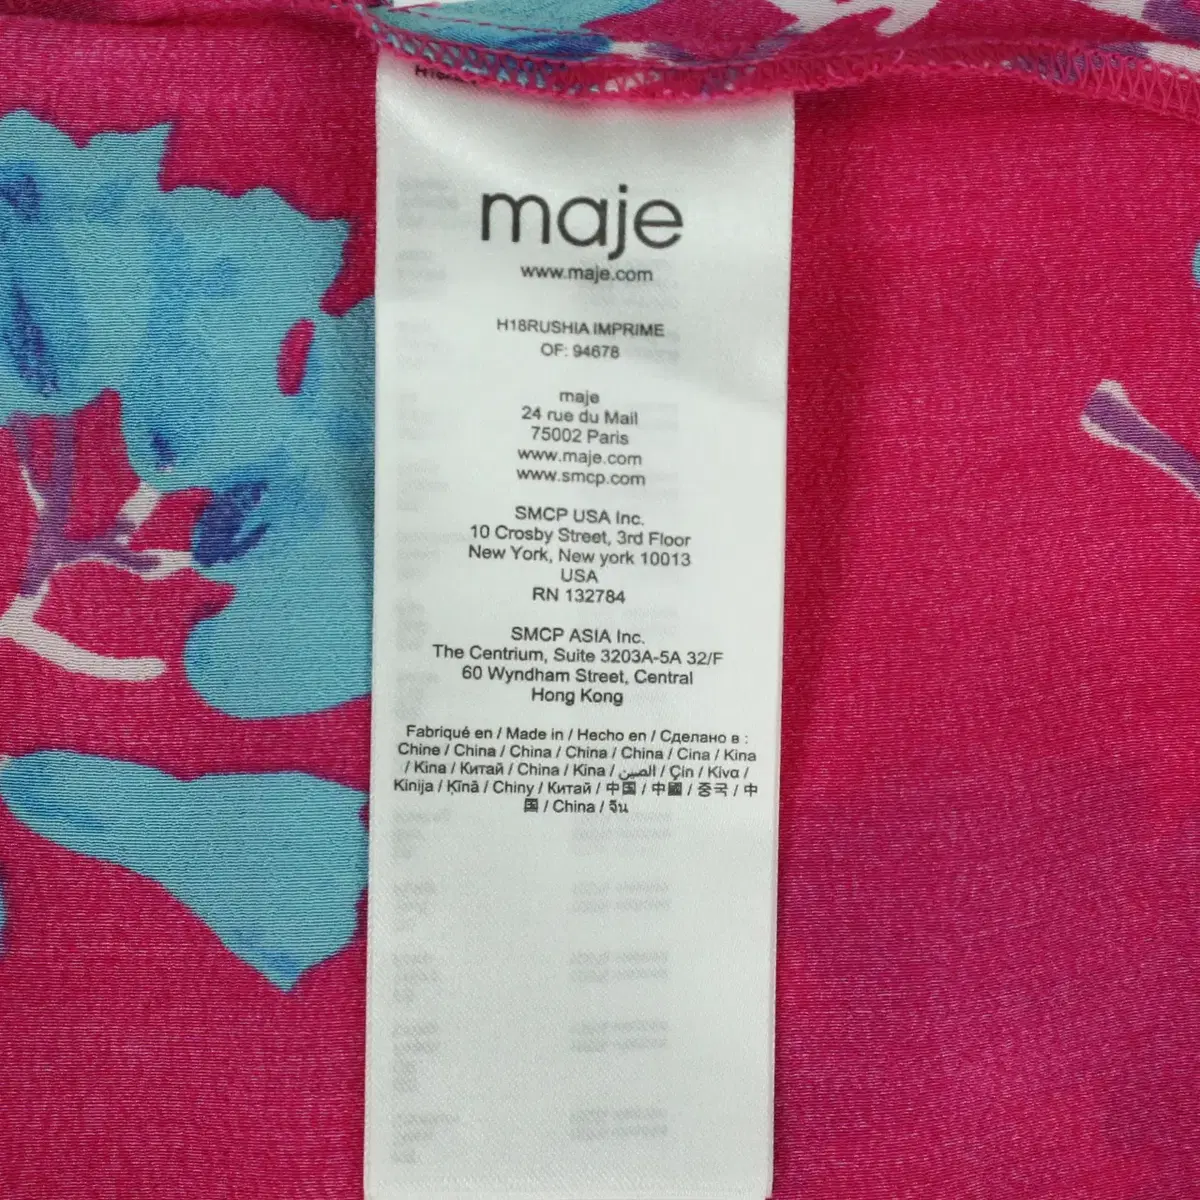 maje
www.maje.com
H18RUSHIA IMPRIME
OF: 94678
maje
24 rue du Mail
75002 Paris
www.maje.com
www.smcp.com
SMCP USA Inc.
10 Crosby Street, 3rd Floor
New York, New york 10013
USA
RN 132784
SMCP ASIA Inc.
The Centrium, Suite 3203A-5A 32/F
60 Wyndham Street, Central
Hong Kong
Fabriqué en / Made in / Hecho en / Сделано в :
Chine / China / China / China / China / Cina / Kina
/ Kina / Китай / China / Kina / الصين / Çin / Κίνα /
Kinija / Ķīnā / Chiny / Китай / 中国 / 中國 / 중국 / 中
国 / China / จีน